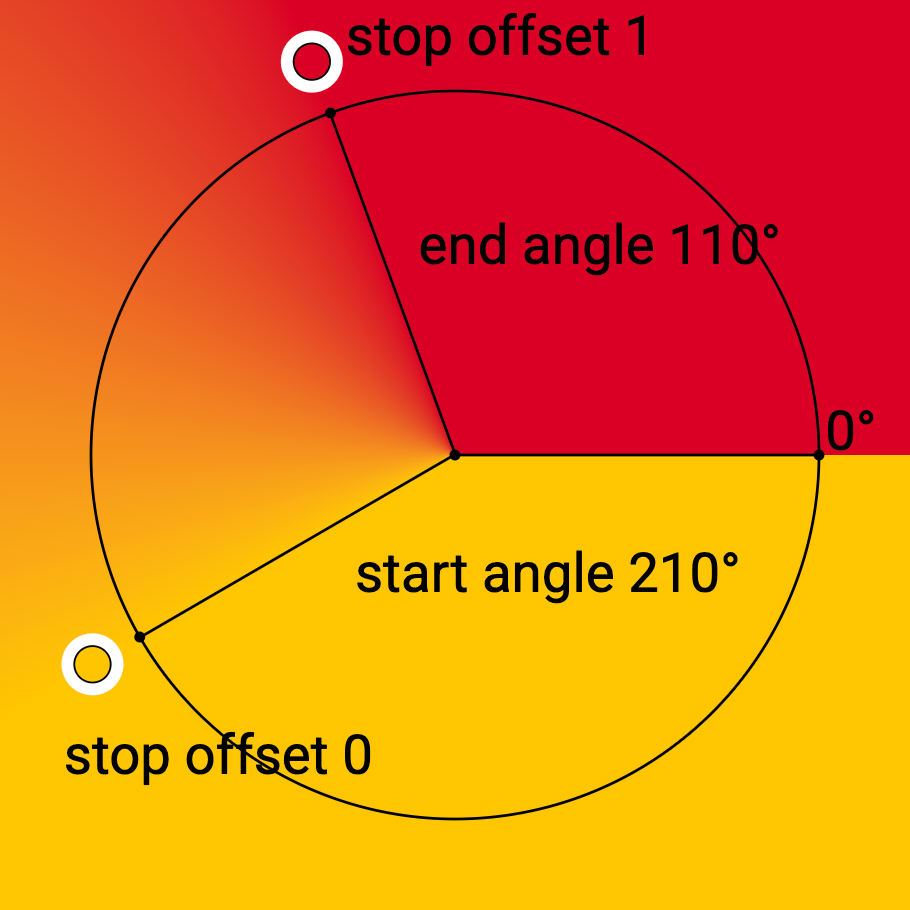 stop offset 1
end angle 110°
0°
start angle 210°
stop offset 0